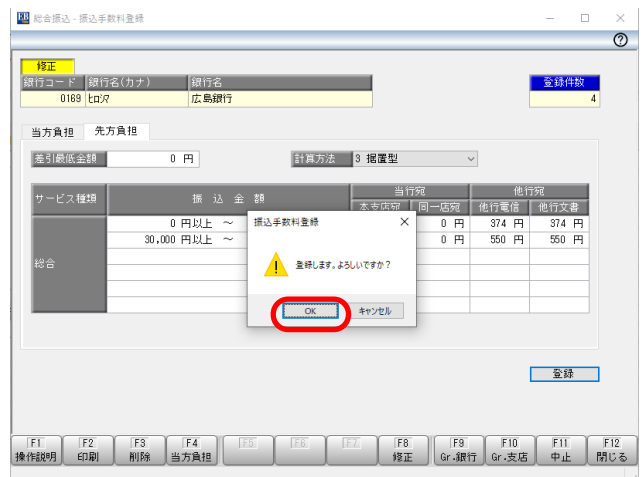 EB 総合振込 - 振込手数料登録
修正
銀行コード 銀行名(カナ) 銀行名 登録件数
0169 ﾋﾛｼﾏ 広島銀行 4
当方負担 先方負担
差引最低金額 0 円 計算方法 3 据置型
サービス種類 振 込 金 額 当行宛 他行宛
本支店宛 同一店宛 他行電信 他行文書
0 円以上 ～ 0 円 374 円 374 円
30,000 円以上 ～ 0 円 550 円 550 円
総合
振込手数料登録
登録します。よろしいですか？
OK キャンセル
登録
F1 F2 F3 F4 F5 F6 F7 F8 F9 F10 F11 F12
操作説明 印刷 削除 当方負担 修正 Gr.銀行 Gr.支店 中止 閉じる